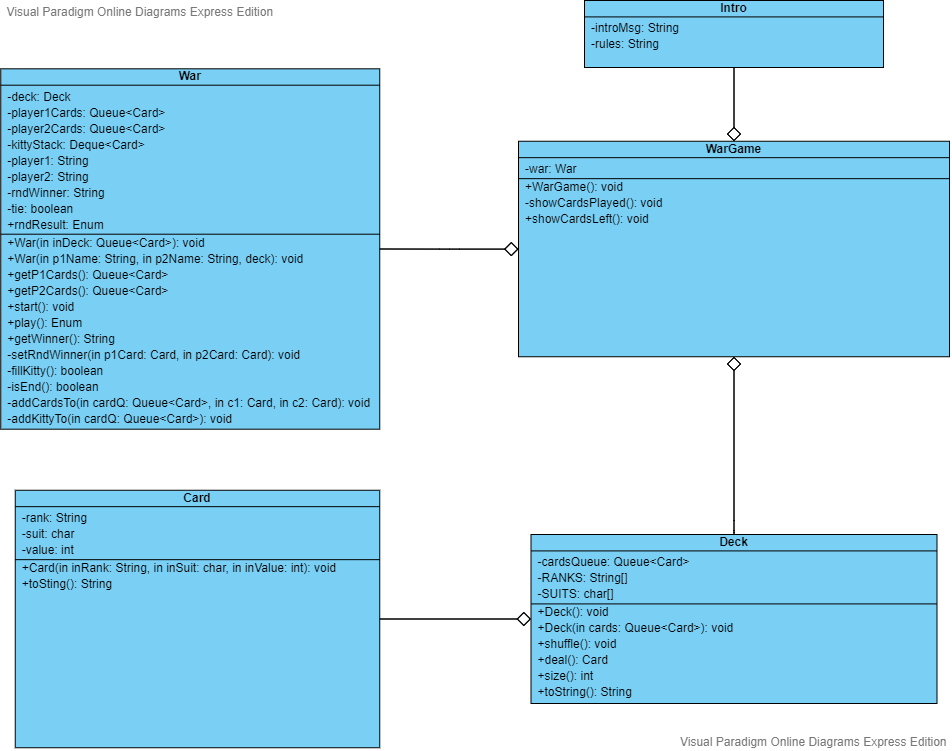 Visual Paradigm Online Diagrams Express Edition
Intro
-introMsg: String
-rules: String
War
-deck: Deck
-player1Cards: Queue<Card>
-player2Cards: Queue<Card>
-kittyStack: Deque<Card>
-player1: String
-player2: String
-rndWinner: String
-tie: boolean
+rndResult: Enum
+War(in inDeck: Queue<Card>): void
+War(in p1Name: String, in p2Name: String, deck): void
+getP1Cards(): Queue<Card>
+getP2Cards(): Queue<Card>
+start(): void
+play(): Enum
+getWinner(): String
-setRndWinner(in p1Card: Card, in p2Card: Card): void
-fillKitty(): boolean
-isEnd(): boolean
-addCardsTo(in cardQ: Queue<Card>, in c1: Card, in c2: Card): void
-addKittyTo(in cardQ: Queue<Card>): void
WarGame
-war: War
+WarGame(): void
-showCardsPlayed(): void
+showCardsLeft(): void
Card
-rank: String
-suit: char
-value: int
+Card(in inRank: String, in inSuit: char, in inValue: int): void
+toSting(): String
Deck
-cardsQueue: Queue<Card>
-RANKS: String[]
-SUITS: char[]
+Deck(): void
+Deck(in cards: Queue<Card>): void
+shuffle(): void
+deal(): Card
+size(): int
+toString(): String
Visual Paradigm Online Diagrams Express Edition